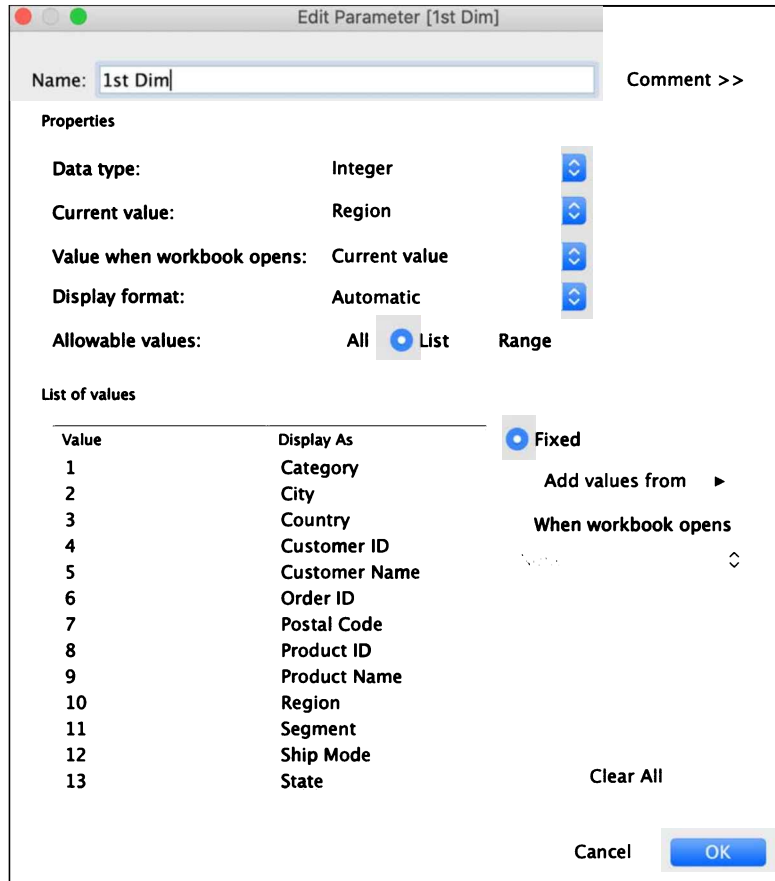 Edit Parameter [1st Dim]
Name: 1st Dim
Comment >>
Properties
Data type: Integer
Current value: Region
Value when workbook opens: Current value
Display format: Automatic
Allowable values: All List Range
List of values
Value Display As
Fixed
1 Category
Add values from ►
2 City
3 Country
When workbook opens
4 Customer ID
5 Customer Name
6 Order ID
7 Postal Code
8 Product ID
9 Product Name
10 Region
11 Segment
12 Ship Mode
13 State
Clear All
Cancel OK